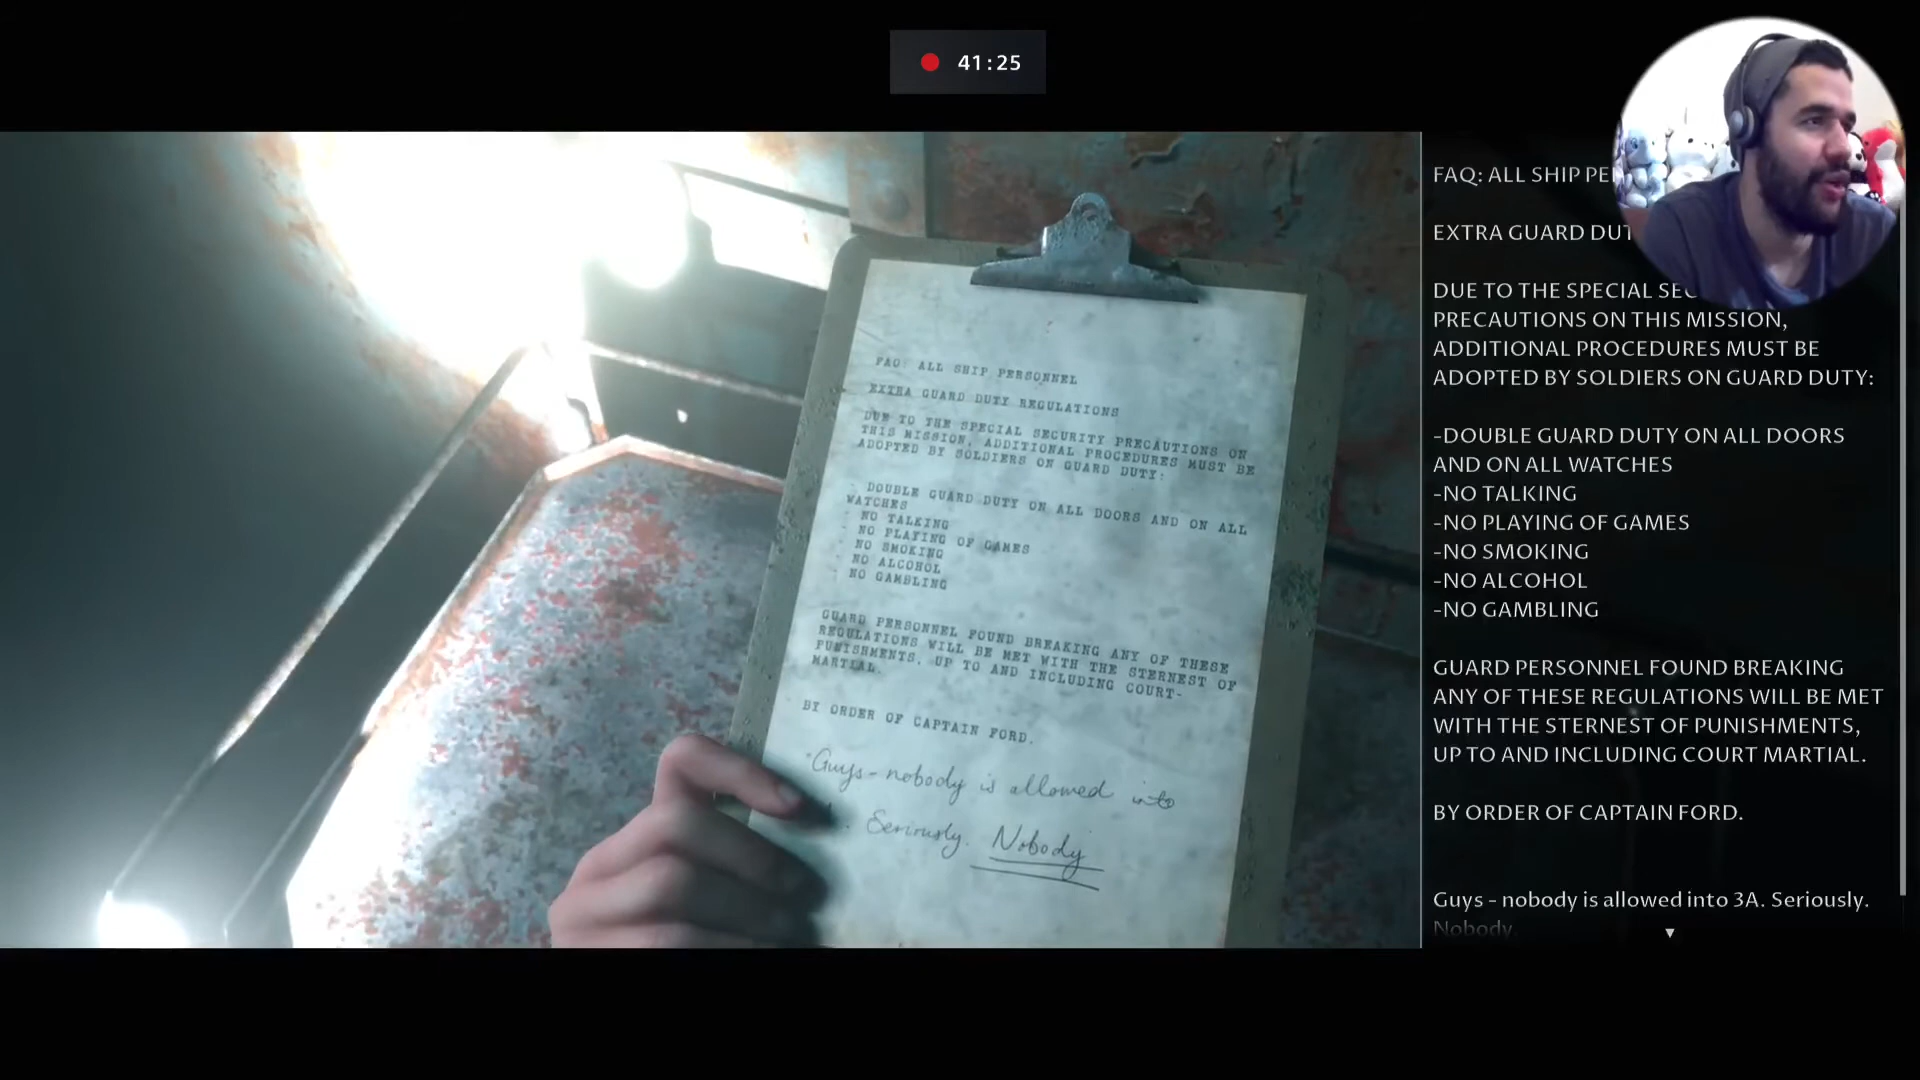 41:25
FAQ: ALL SHIP PERSONNEL
EXTRA GUARD DUTY REGULATIONS
DUE TO THE SPECIAL SECURITY PRECAUTIONS ON
THIS MISSION, ADDITIONAL PROCEDURES MUST BE
ADOPTED BY SOLDIERS ON GUARD DUTY:
- DOUBLE GUARD DUTY ON ALL DOORS AND ON ALL
WATCHES
- NO TALKING
- NO PLAYING OF GAMES
- NO SMOKING
- NO ALCOHOL
- NO GAMBLING
GUARD PERSONNEL FOUND BREAKING ANY OF THESE
REGULATIONS WILL BE MET WITH THE STERNEST OF
PUNISHMENTS, UP TO AND INCLUDING COURT-
MARTIAL.
BY ORDER OF CAPTAIN FORD.
"Guys - nobody is allowed into
Seriously. Nobody
FAQ: ALL SHIP
EXTRA GUARD
DUE TO THE SPECIAL
PRECAUTIONS ON THIS MISSION,
ADDITIONAL PROCEDURES MUST BE
ADOPTED BY SOLDIERS ON GUARD DUTY:
-DOUBLE GUARD DUTY ON ALL DOORS
AND ON ALL WATCHES
-NO TALKING
-NO PLAYING OF GAMES
-NO SMOKING
-NO ALCOHOL
-NO GAMBLING
GUARD PERSONNEL FOUND BREAKING
ANY OF THESE REGULATIONS WILL BE MET
WITH THE STERNEST OF PUNISHMENTS,
UP TO AND INCLUDING COURT MARTIAL.
BY ORDER OF CAPTAIN FORD.
Guys - nobody is allowed into 3A. Seriously.
Nobody.